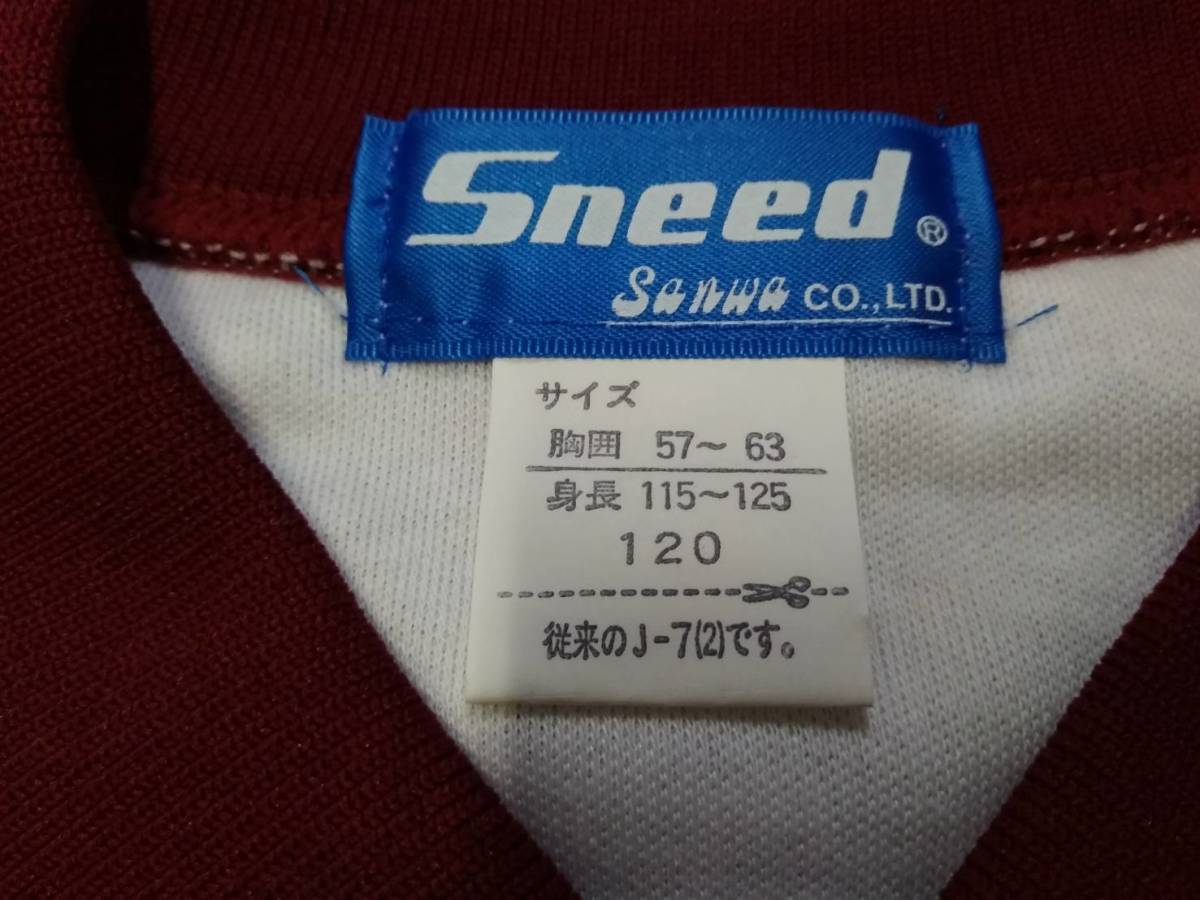 Sneed ®
Sanwa CO.,LTD.
サイズ
胸囲 57～63
身長 115～125
120
従来のJ-7(2)です。